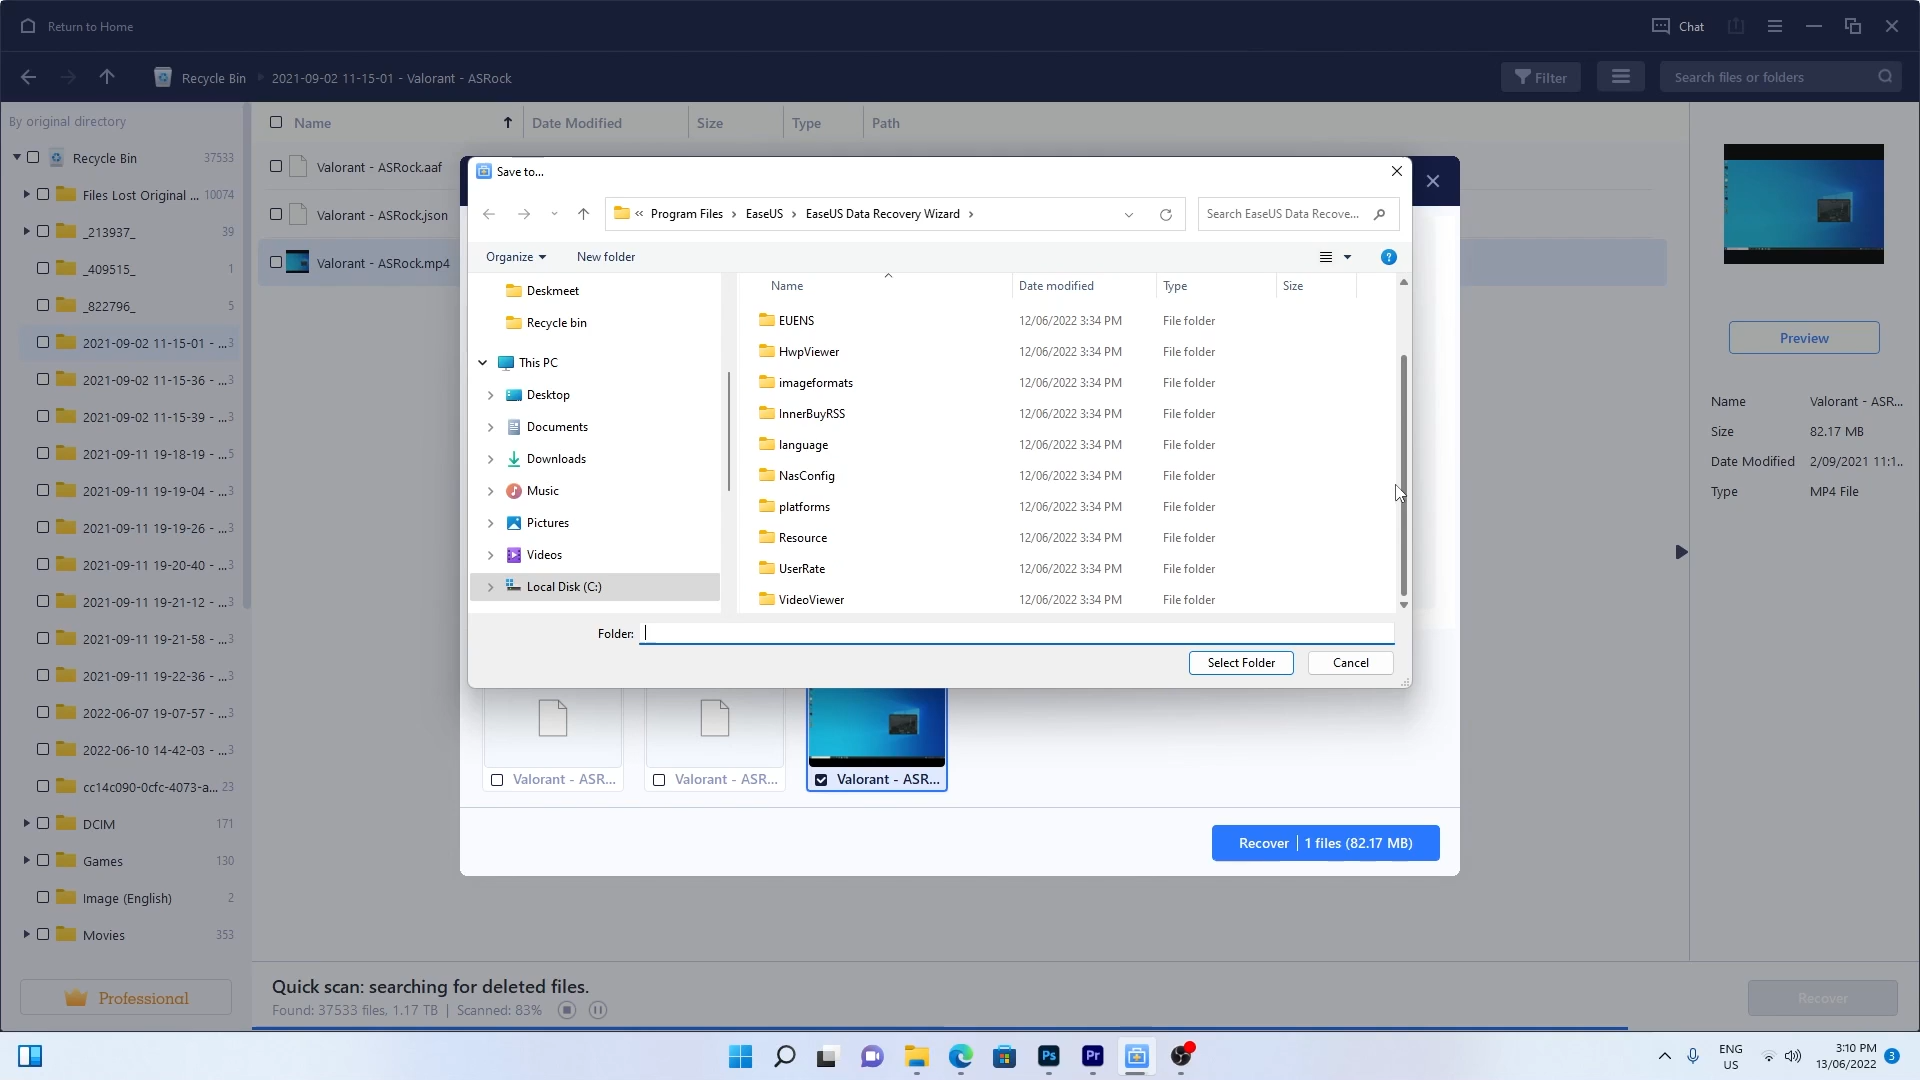 Return to Home
Chat
Recycle Bin
2021-09-02 11-15-01 - Valorant - ASRock
Filter
Search files or folders
By original directory
Recycle Bin 37533
Files Lost Original ... 10074
_213937_ 39
_409515_ 1
_822796_ 5
2021-09-02 11-15-01 - ...3
2021-09-02 11-15-36 - ...3
2021-09-02 11-15-39 - ...3
2021-09-11 19-18-19 - ...5
2021-09-11 19-19-04 - ...3
2021-09-11 19-19-26 - ...3
2021-09-11 19-20-40 - ...3
2021-09-11 19-21-12 - ...3
2021-09-11 19-21-58 - ...3
2021-09-11 19-22-36 - ...3
2022-06-07 19-07-57 - ...3
2022-06-10 14-42-03 - ...3
cc14c090-0cfc-4073-a... 23
DCIM 171
Games 130
Image (English) 2
Movies 353
Professional
Name Date Modified Size Type Path
Valorant - ASRock.aaf
Valorant - ASRock.json
Valorant - ASRock.mp4
Save to...
« Program Files › EaseUS › EaseUS Data Recovery Wizard ›
Search EaseUS Data Recove...
Organize New folder
?
Deskmeet
Recycle bin
This PC
Desktop
Documents
Downloads
Music
Pictures
Videos
Local Disk (C:)
Name Date modified Type Size
EUENS 12/06/2022 3:34 PM File folder
HwpViewer 12/06/2022 3:34 PM File folder
imageformats 12/06/2022 3:34 PM File folder
InnerBuyRSS 12/06/2022 3:34 PM File folder
language 12/06/2022 3:34 PM File folder
NasConfig 12/06/2022 3:34 PM File folder
platforms 12/06/2022 3:34 PM File folder
Resource 12/06/2022 3:34 PM File folder
UserRate 12/06/2022 3:34 PM File folder
VideoViewer 12/06/2022 3:34 PM File folder
Folder:
Select Folder Cancel
Valorant - ASR... Valorant - ASR... Valorant - ASR...
Recover | 1 files (82.17 MB)
Preview
Name Valorant - ASR...
Size 82.17 MB
Date Modified 2/09/2021 11:1..
Type MP4 File
Quick scan: searching for deleted files.
Found: 37533 files, 1.17 TB | Scanned: 83%
Recover
Ps Pr
ENG
US
3:10 PM
13/06/2022
3